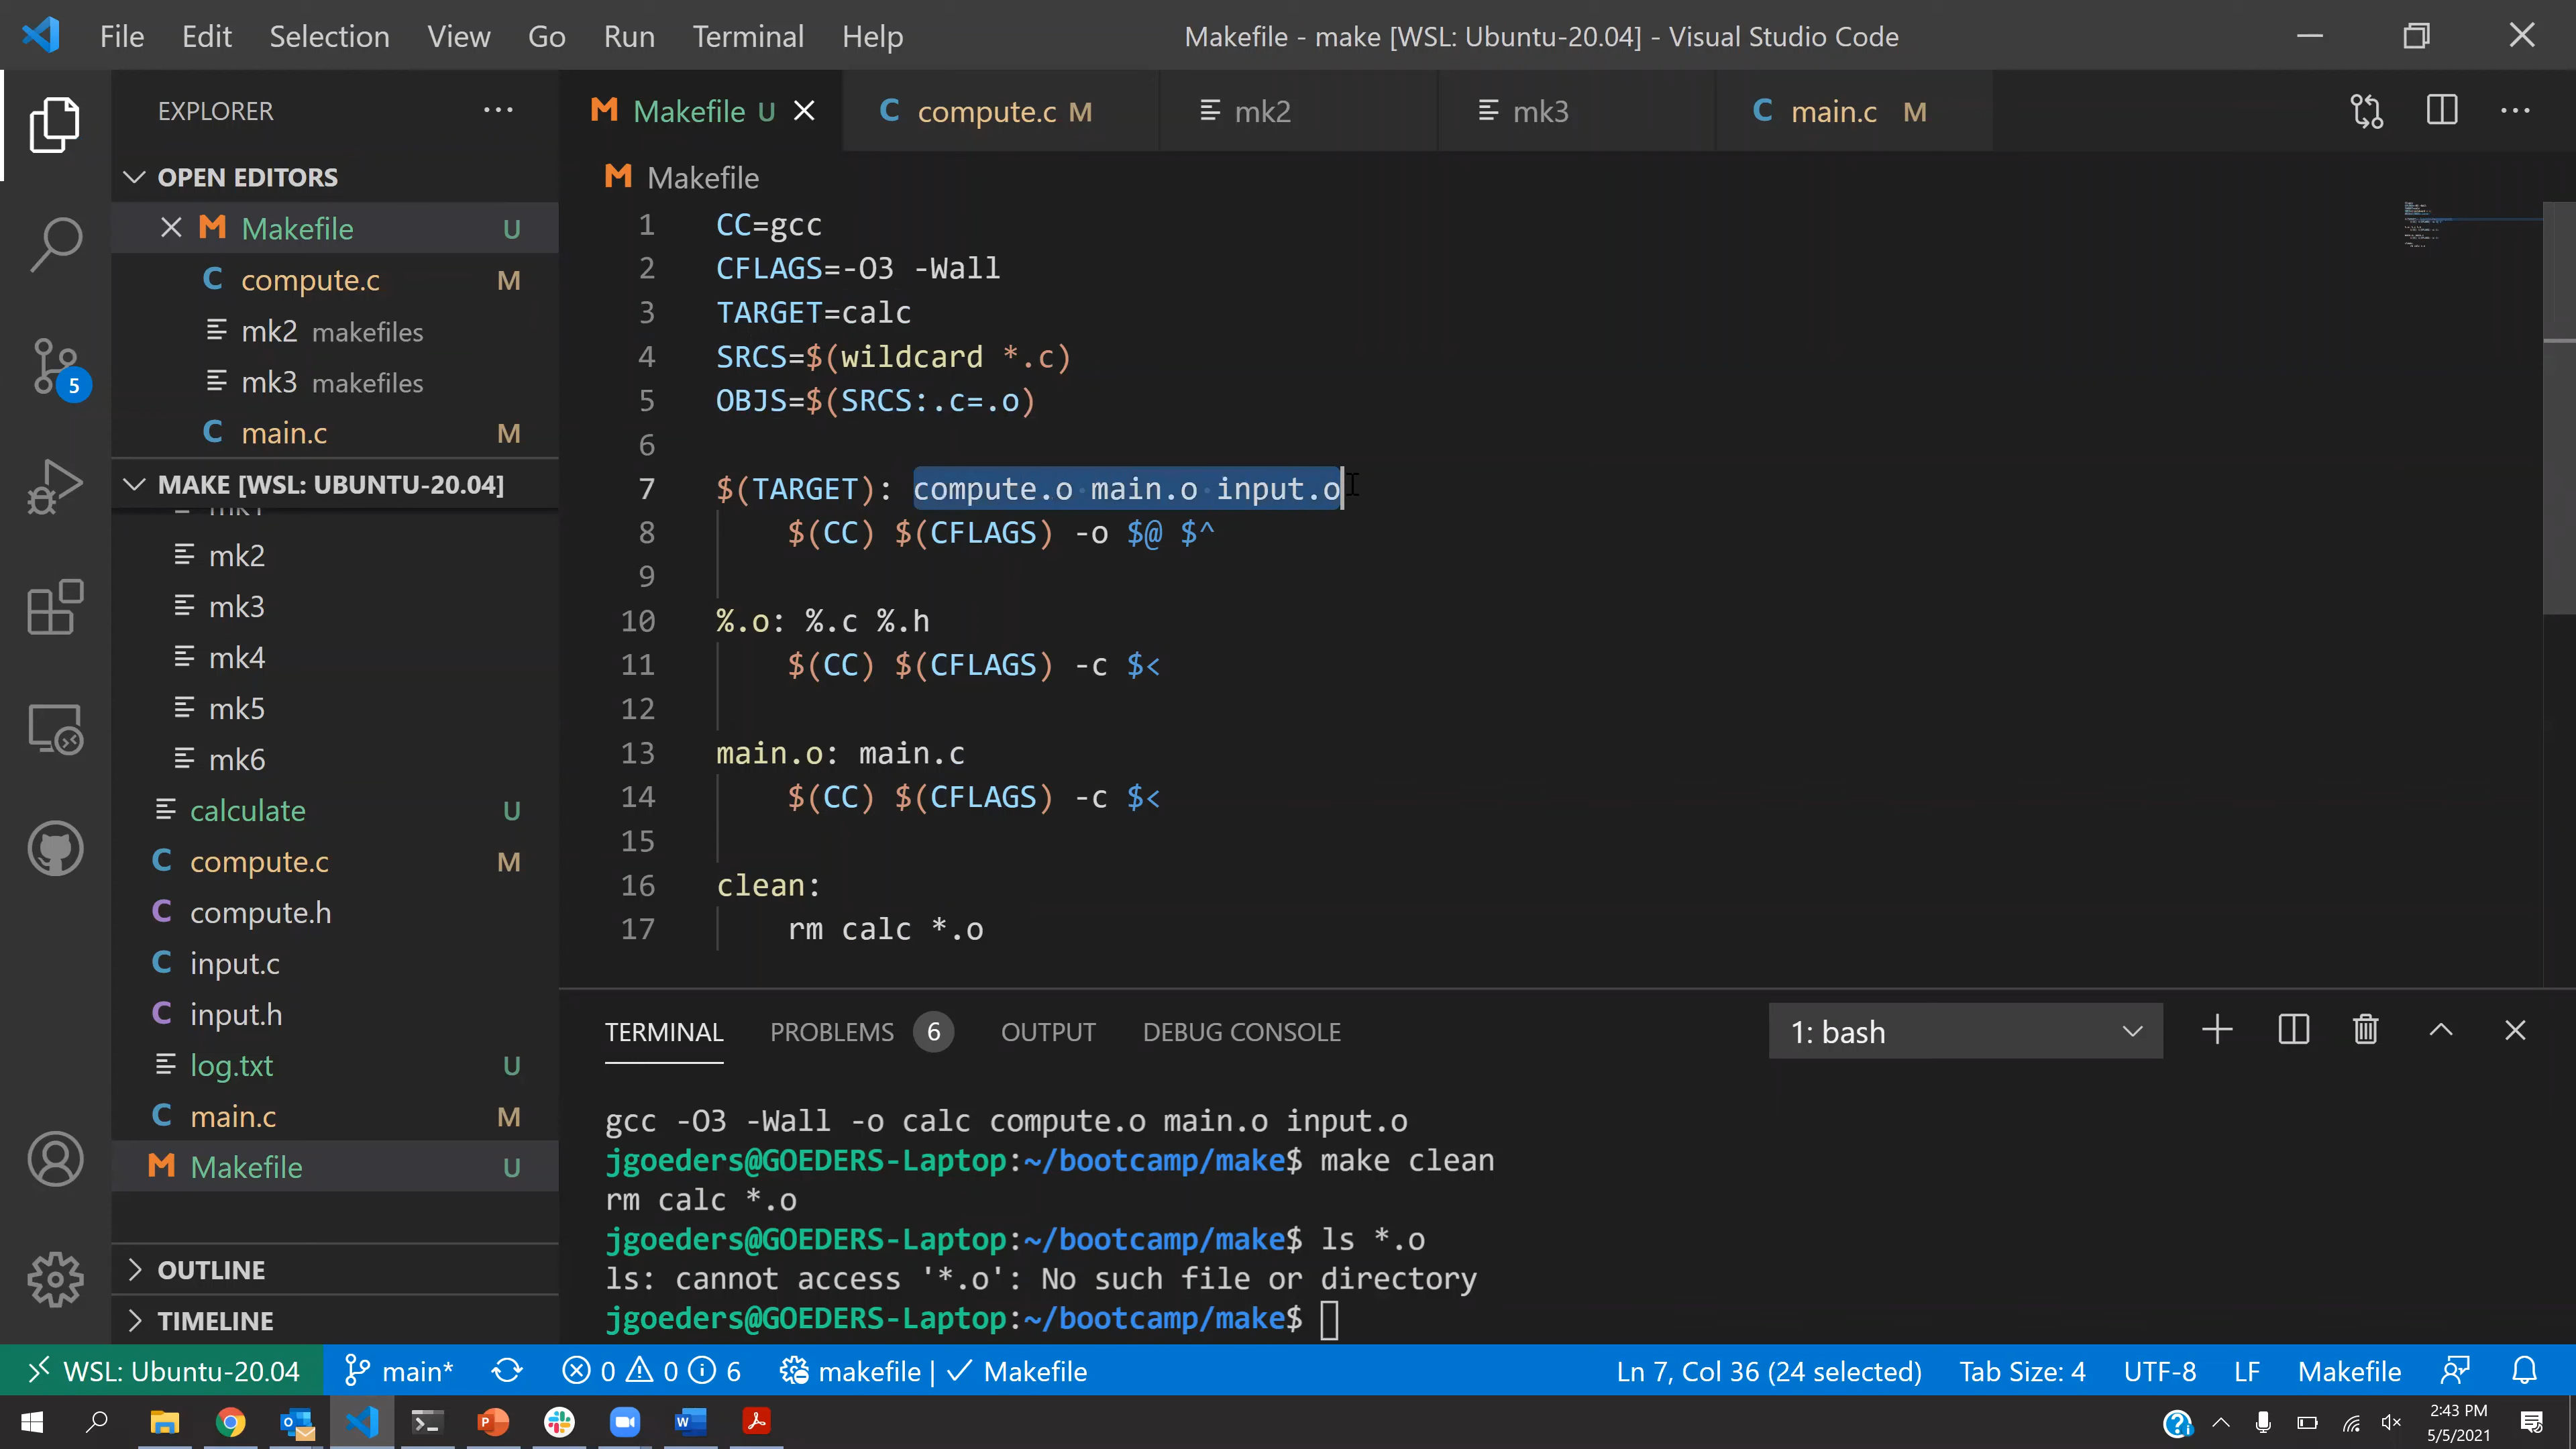 File Edit Selection View Go Run Terminal Help Makefile - make [WSL: Ubuntu-20.04] - Visual Studio Code
EXPLORER
Makefile U compute.c M mk2 mk3 main.c M
OPEN EDITORS
Makefile U
compute.c M
mk2 makefiles
mk3 makefiles
main.c M
MAKE [WSL: UBUNTU-20.04]
mk1
mk2
mk3
mk4
mk5
mk6
calculate U
compute.c M
compute.h
input.c
input.h
log.txt U
main.c M
Makefile U
OUTLINE
TIMELINE
5
Makefile
1 CC=gcc
2 CFLAGS=-O3 -Wall
3 TARGET=calc
4 SRCS=$(wildcard *.c)
5 OBJS=$(SRCS:.c=.o)
6
7 $(TARGET): compute.o main.o input.o
8 $(CC) $(CFLAGS) -o $@ $^
9
10 %.o: %.c %.h
11 $(CC) $(CFLAGS) -c $<
12
13 main.o: main.c
14 $(CC) $(CFLAGS) -c $<
15
16 clean:
17 rm calc *.o
TERMINAL PROBLEMS 6 OUTPUT DEBUG CONSOLE 1: bash
gcc -O3 -Wall -o calc compute.o main.o input.o
jgoeders@GOEDERS-Laptop:~/bootcamp/make$ make clean
rm calc *.o
jgoeders@GOEDERS-Laptop:~/bootcamp/make$ ls *.o
ls: cannot access '*.o': No such file or directory
jgoeders@GOEDERS-Laptop:~/bootcamp/make$
WSL: Ubuntu-20.04 main* 0 0 6 makefile | ✓ Makefile Ln 7, Col 36 (24 selected) Tab Size: 4 UTF-8 LF Makefile
2:43 PM
5/5/2021